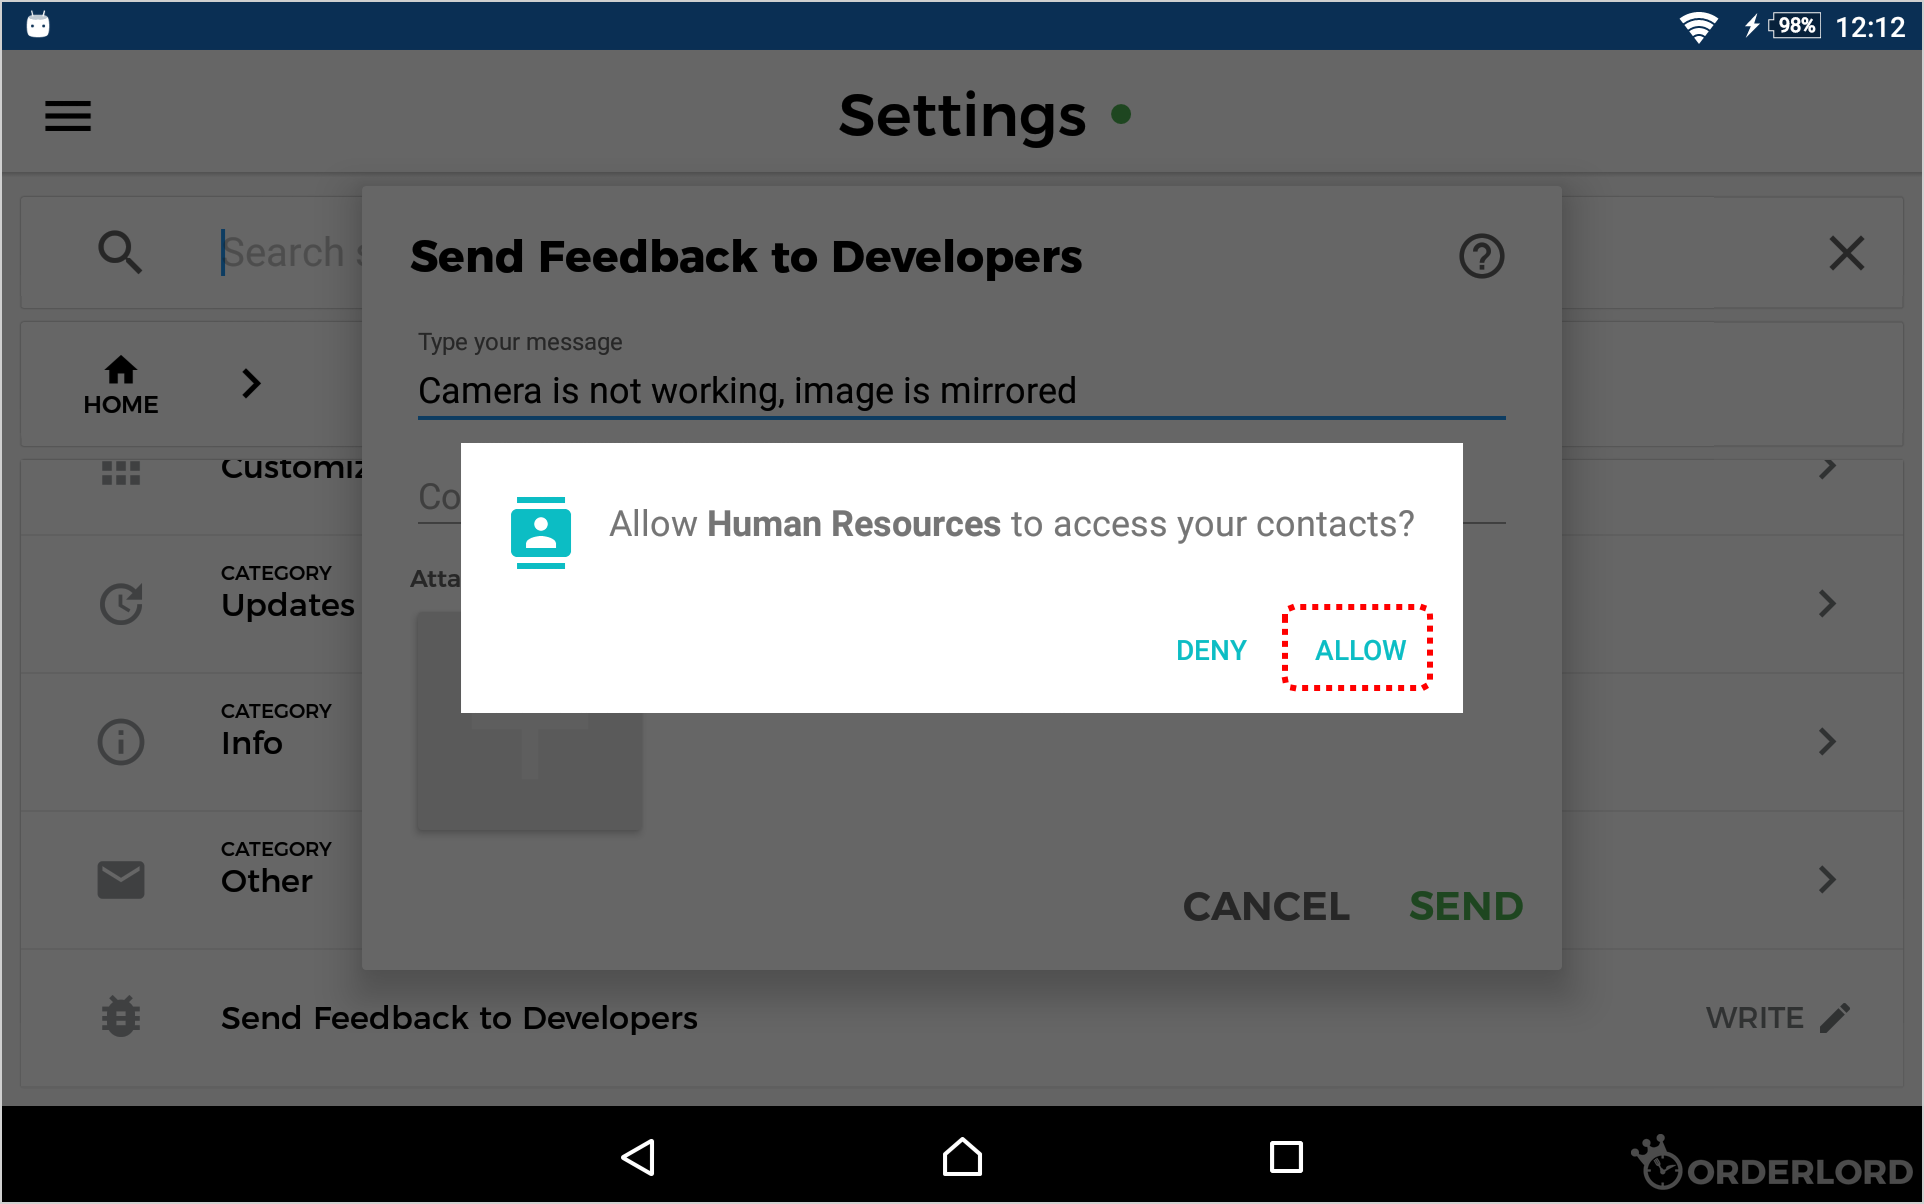 98% 12:12
Settings
Search s
Send Feedback to Developers
Type your message
Camera is not working, image is mirrored
HOME
Customiz
Co
Allow Human Resources to access your contacts?
Atta
DENY ALLOW
CATEGORY
Updates
CATEGORY
Info
CATEGORY
Other
CANCEL SEND
Send Feedback to Developers
WRITE
ORDERLORD